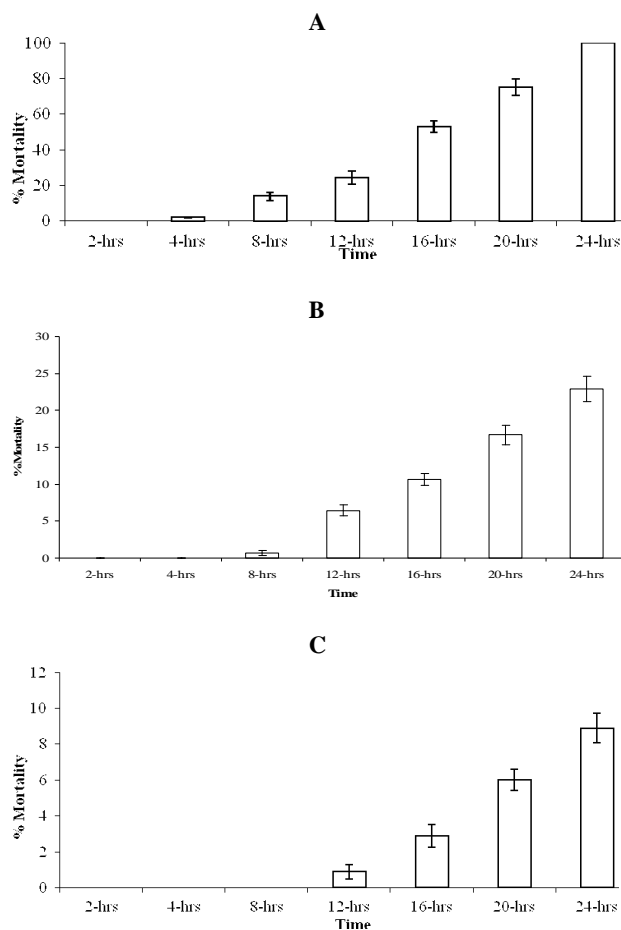 A
100
80
60
40
20
0
% Mortality
2-hrs 4-hrs 8-hrs 12-hrs 16-hrs 20-hrs 24-hrs
Time
B
30
25
20
15
10
5
0
%Mortality
2-hrs 4-hrs 8-hrs 12-hrs 16-hrs 20-hrs 24-hrs
Time
C
12
10
8
6
4
2
0
% Mortality
2-hrs 4-hrs 8-hrs 12-hrs 16-hrs 20-hrs 24-hrs
Time